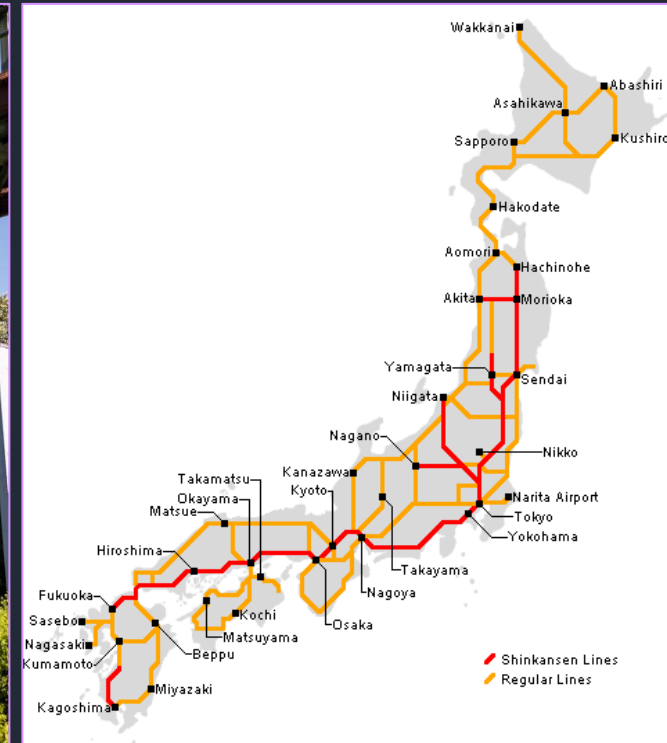 Wakkanai
Abashiri
Asahikawa
Sapporo
Kushiro
Hakodate
Aomori
Hachinohe
Akita
Morioka
Yamagata
Sendai
Niigata
Nagano
Nikko
Kanazawa
Takamatsu
Kyoto
Okayama
Narita Airport
Matsue
Tokyo
Yokohama
Hiroshima
Takayama
Nagoya
Fukuoka
Kochi
Sasebo
Osaka
Matsuyama
Nagasaki
Beppu
Kumamoto
Shinkansen Lines
Regular Lines
Miyazaki
Kagoshima